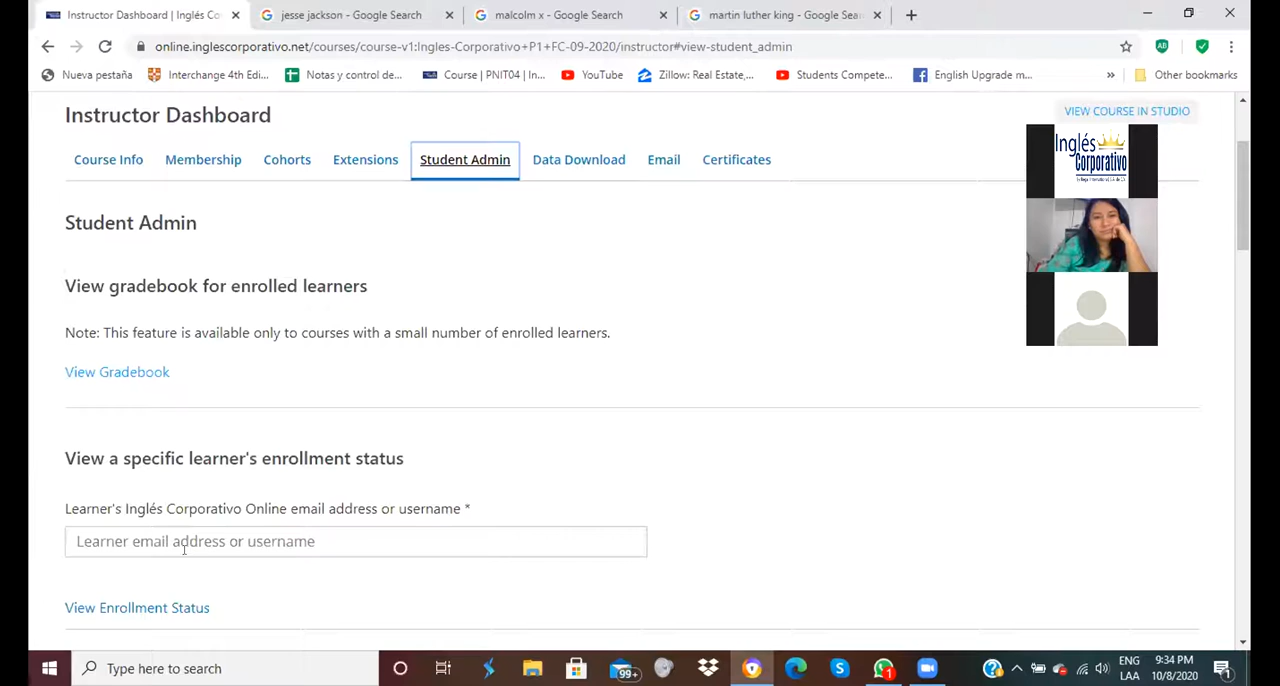 Instructor Dashboard | Inglés Co
jesse jackson - Google Search
malcolm x - Google Search
martin luther king - Google Sear
online.inglescorporativo.net/courses/course-v1:Ingles-Corporativo+P1+FC-09-2020/instructor#view-student_admin
Nueva pestaña
Interchange 4th Edi...
Notas y control de...
Course | PNIT04 | In...
YouTube
Zillow: Real Estate,...
Students Compete...
English Upgrade m...
»
Other bookmarks
Instructor Dashboard
VIEW COURSE IN STUDIO
Course Info Membership Cohorts Extensions Student Admin Data Download Email Certificates
Inglés
Corporativo
Student Admin
View gradebook for enrolled learners
Note: This feature is available only to courses with a small number of enrolled learners.
View Gradebook
View a specific learner's enrollment status
Learner's Inglés Corporativo Online email address or username *
Learner email address or username
View Enrollment Status
Type here to search
99+
1
ENG
LAA
9:34 PM
10/8/2020
1